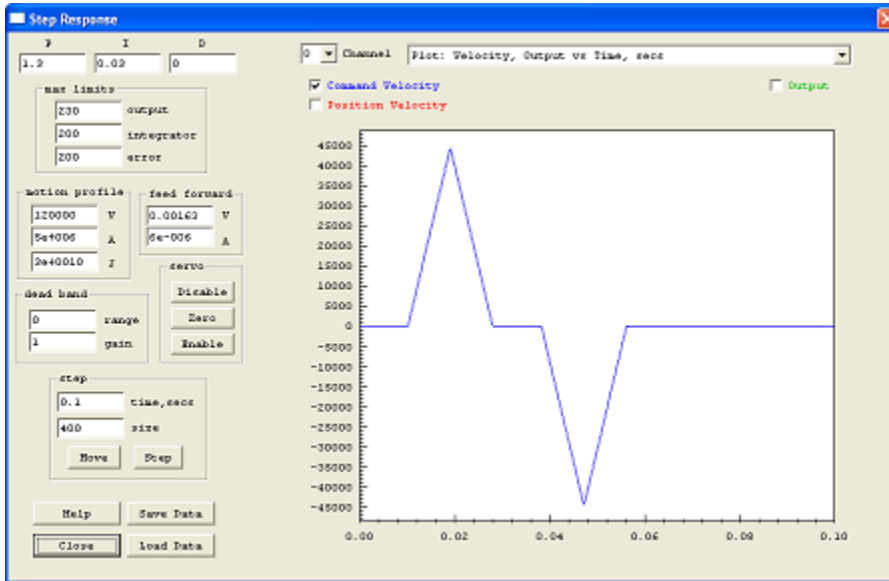 Step Response
P I D
1.2 0.02 0
max limits
230 output
200 integrator
200 error
motion profile
120000 V
5e+006 A
2e+0010 J
feed forward
0.00163 V
6e-006 A
servo
Disable
Zero
Enable
dead band
0 range
1 gain
step
0.1 time,secs
400 size
Move Step
Help Save Data
Close Load Data
0 Channel Plot: Velocity, Output vs Time, secs
Command Velocity Output
Position Velocity
45000
40000
35000
30000
25000
20000
15000
10000
5000
0
-5000
-10000
-15000
-20000
-25000
-30000
-35000
-40000
-45000
0.00 0.02 0.04 0.06 0.08 0.10